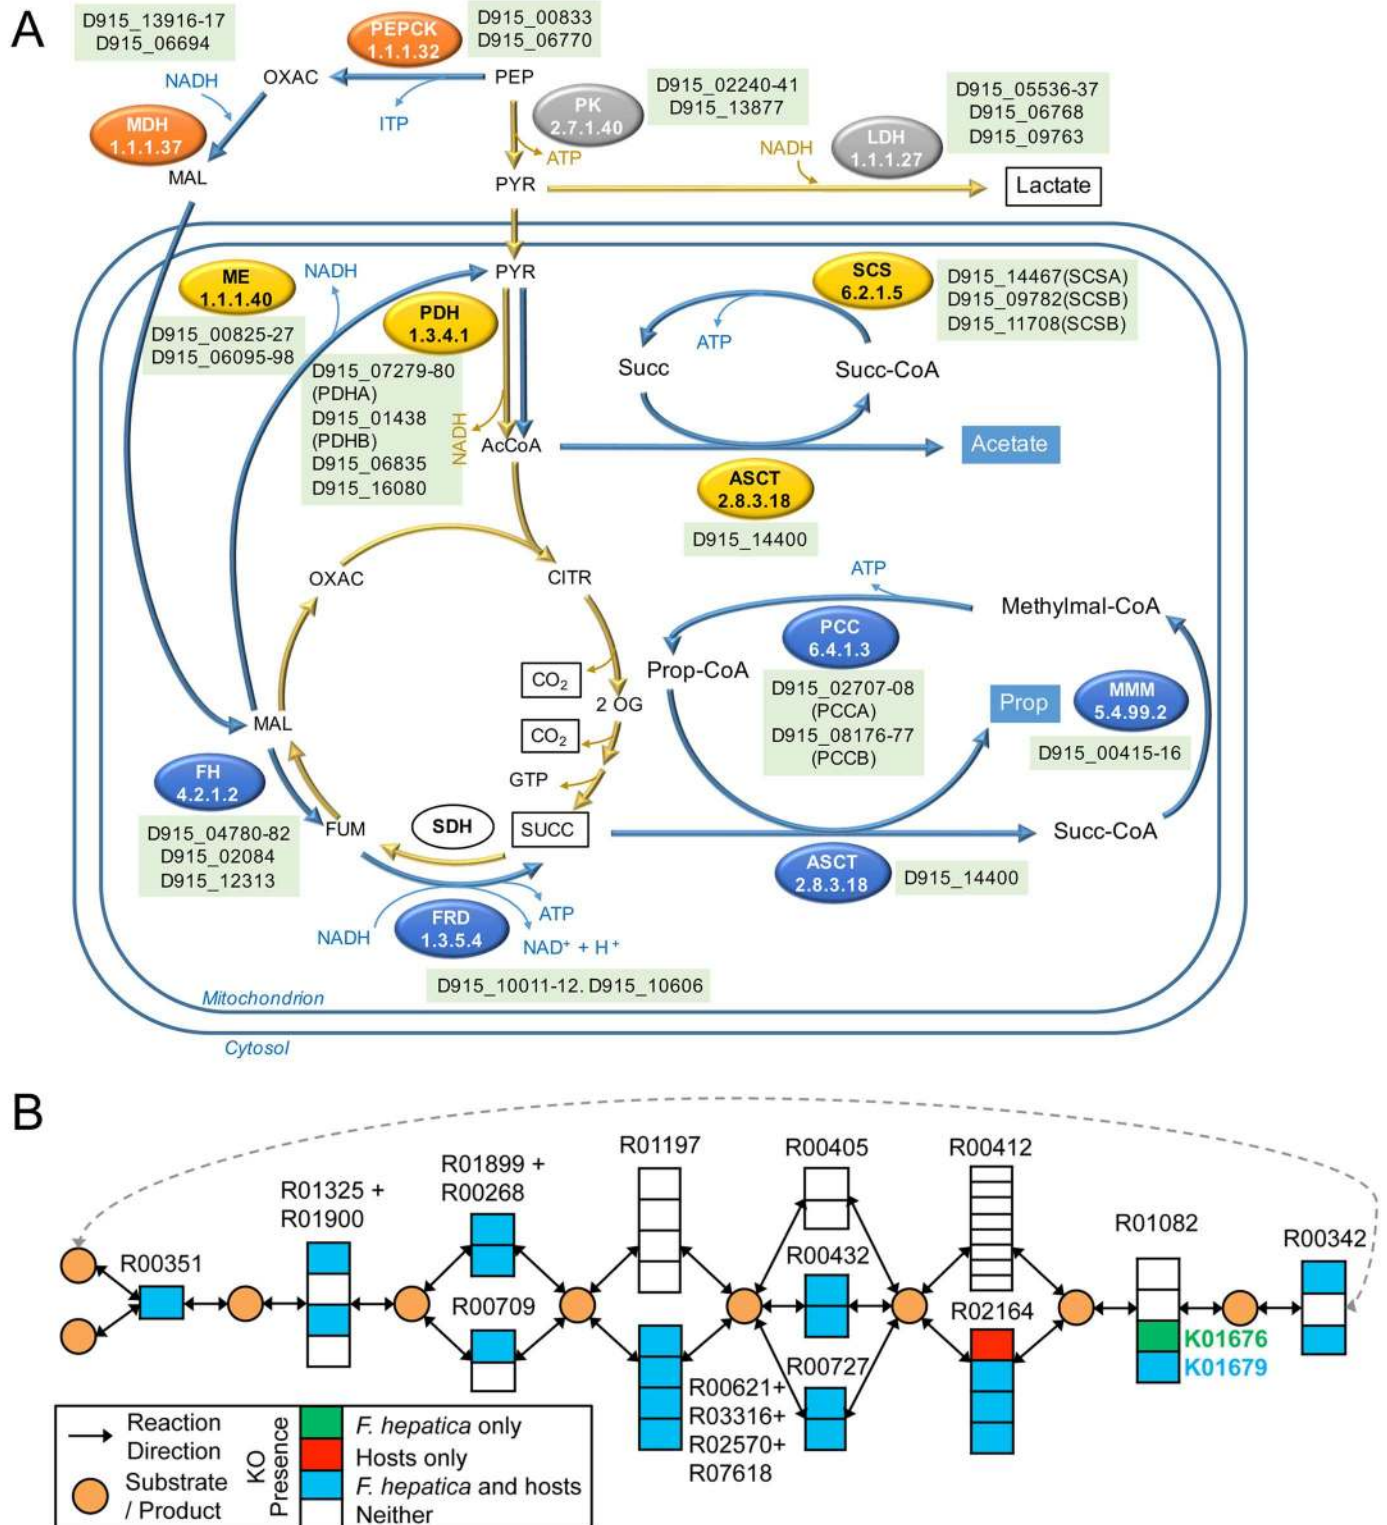 A
D915_13916-17
D915_06694
PEPCK
1.1.1.32
D915_00833
D915_06770
NADH
OXAC
PEP
ITP
PK
2.7.1.40
D915_02240-41
D915_13877
D915_05536-37
D915_06768
D915_09763
MDH
1.1.1.37
ATP
NADH
LDH
1.1.1.27
MAL
PYR
Lactate
ME
1.1.1.40
NADH
PYR
SCS
6.2.1.5
D915_14467(SCSA)
D915_09782(SCSB)
D915_11708(SCSB)
PDH
1.3.4.1
D915_00825-27
D915_06095-98
ATP
Succ
Succ-CoA
D915_07279-80
(PDHA)
D915_01438
(PDHB)
D915_06835
D915_16080
NADH
AcCoA
Acetate
ASCT
2.8.3.18
D915_14400
OXAC
CITR
ATP
Methylmal-CoA
PCC
6.4.1.3
Prop-CoA
CO2
2 OG
D915_02707-08
(PCCA)
D915_08176-77
(PCCB)
Prop
MMM
5.4.99.2
D915_00415-16
MAL
CO2
FH
4.2.1.2
GTP
D915_04780-82
D915_02084
D915_12313
FUM
SDH
SUCC
Succ-CoA
ASCT
2.8.3.18
D915_14400
NADH
FRD
1.3.5.4
ATP
NAD+ + H+
D915_10011-12. D915_10606
Mitochondrion
Cytosol
B
R00351
R01325 +
R01900
R01899 +
R00268
R00709
R01197
R00621+
R03316+
R02570+
R07618
R00405
R00432
R00727
R00412
R02164
R01082
K01676
K01679
R00342
Reaction
Direction
Substrate
/ Product
KO
Presence
F. hepatica only
Hosts only
F. hepatica and hosts
Neither